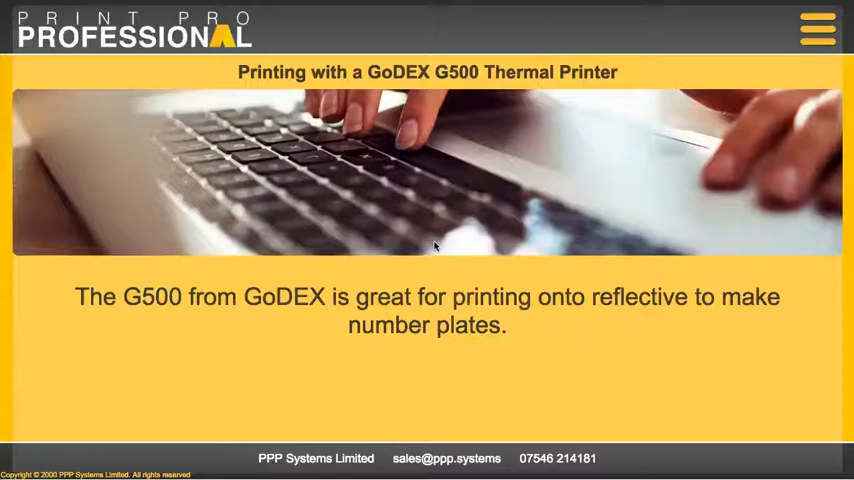 PRINT PRO
PROFESSIONAL
Printing with a GoDEX G500 Thermal Printer
The G500 from GoDEX is great for printing onto reflective to make
number plates.
PPP Systems Limited sales@ppp.systems 07546 214181
Copyright © 2000 PPP Systems Limited. All rights reserved